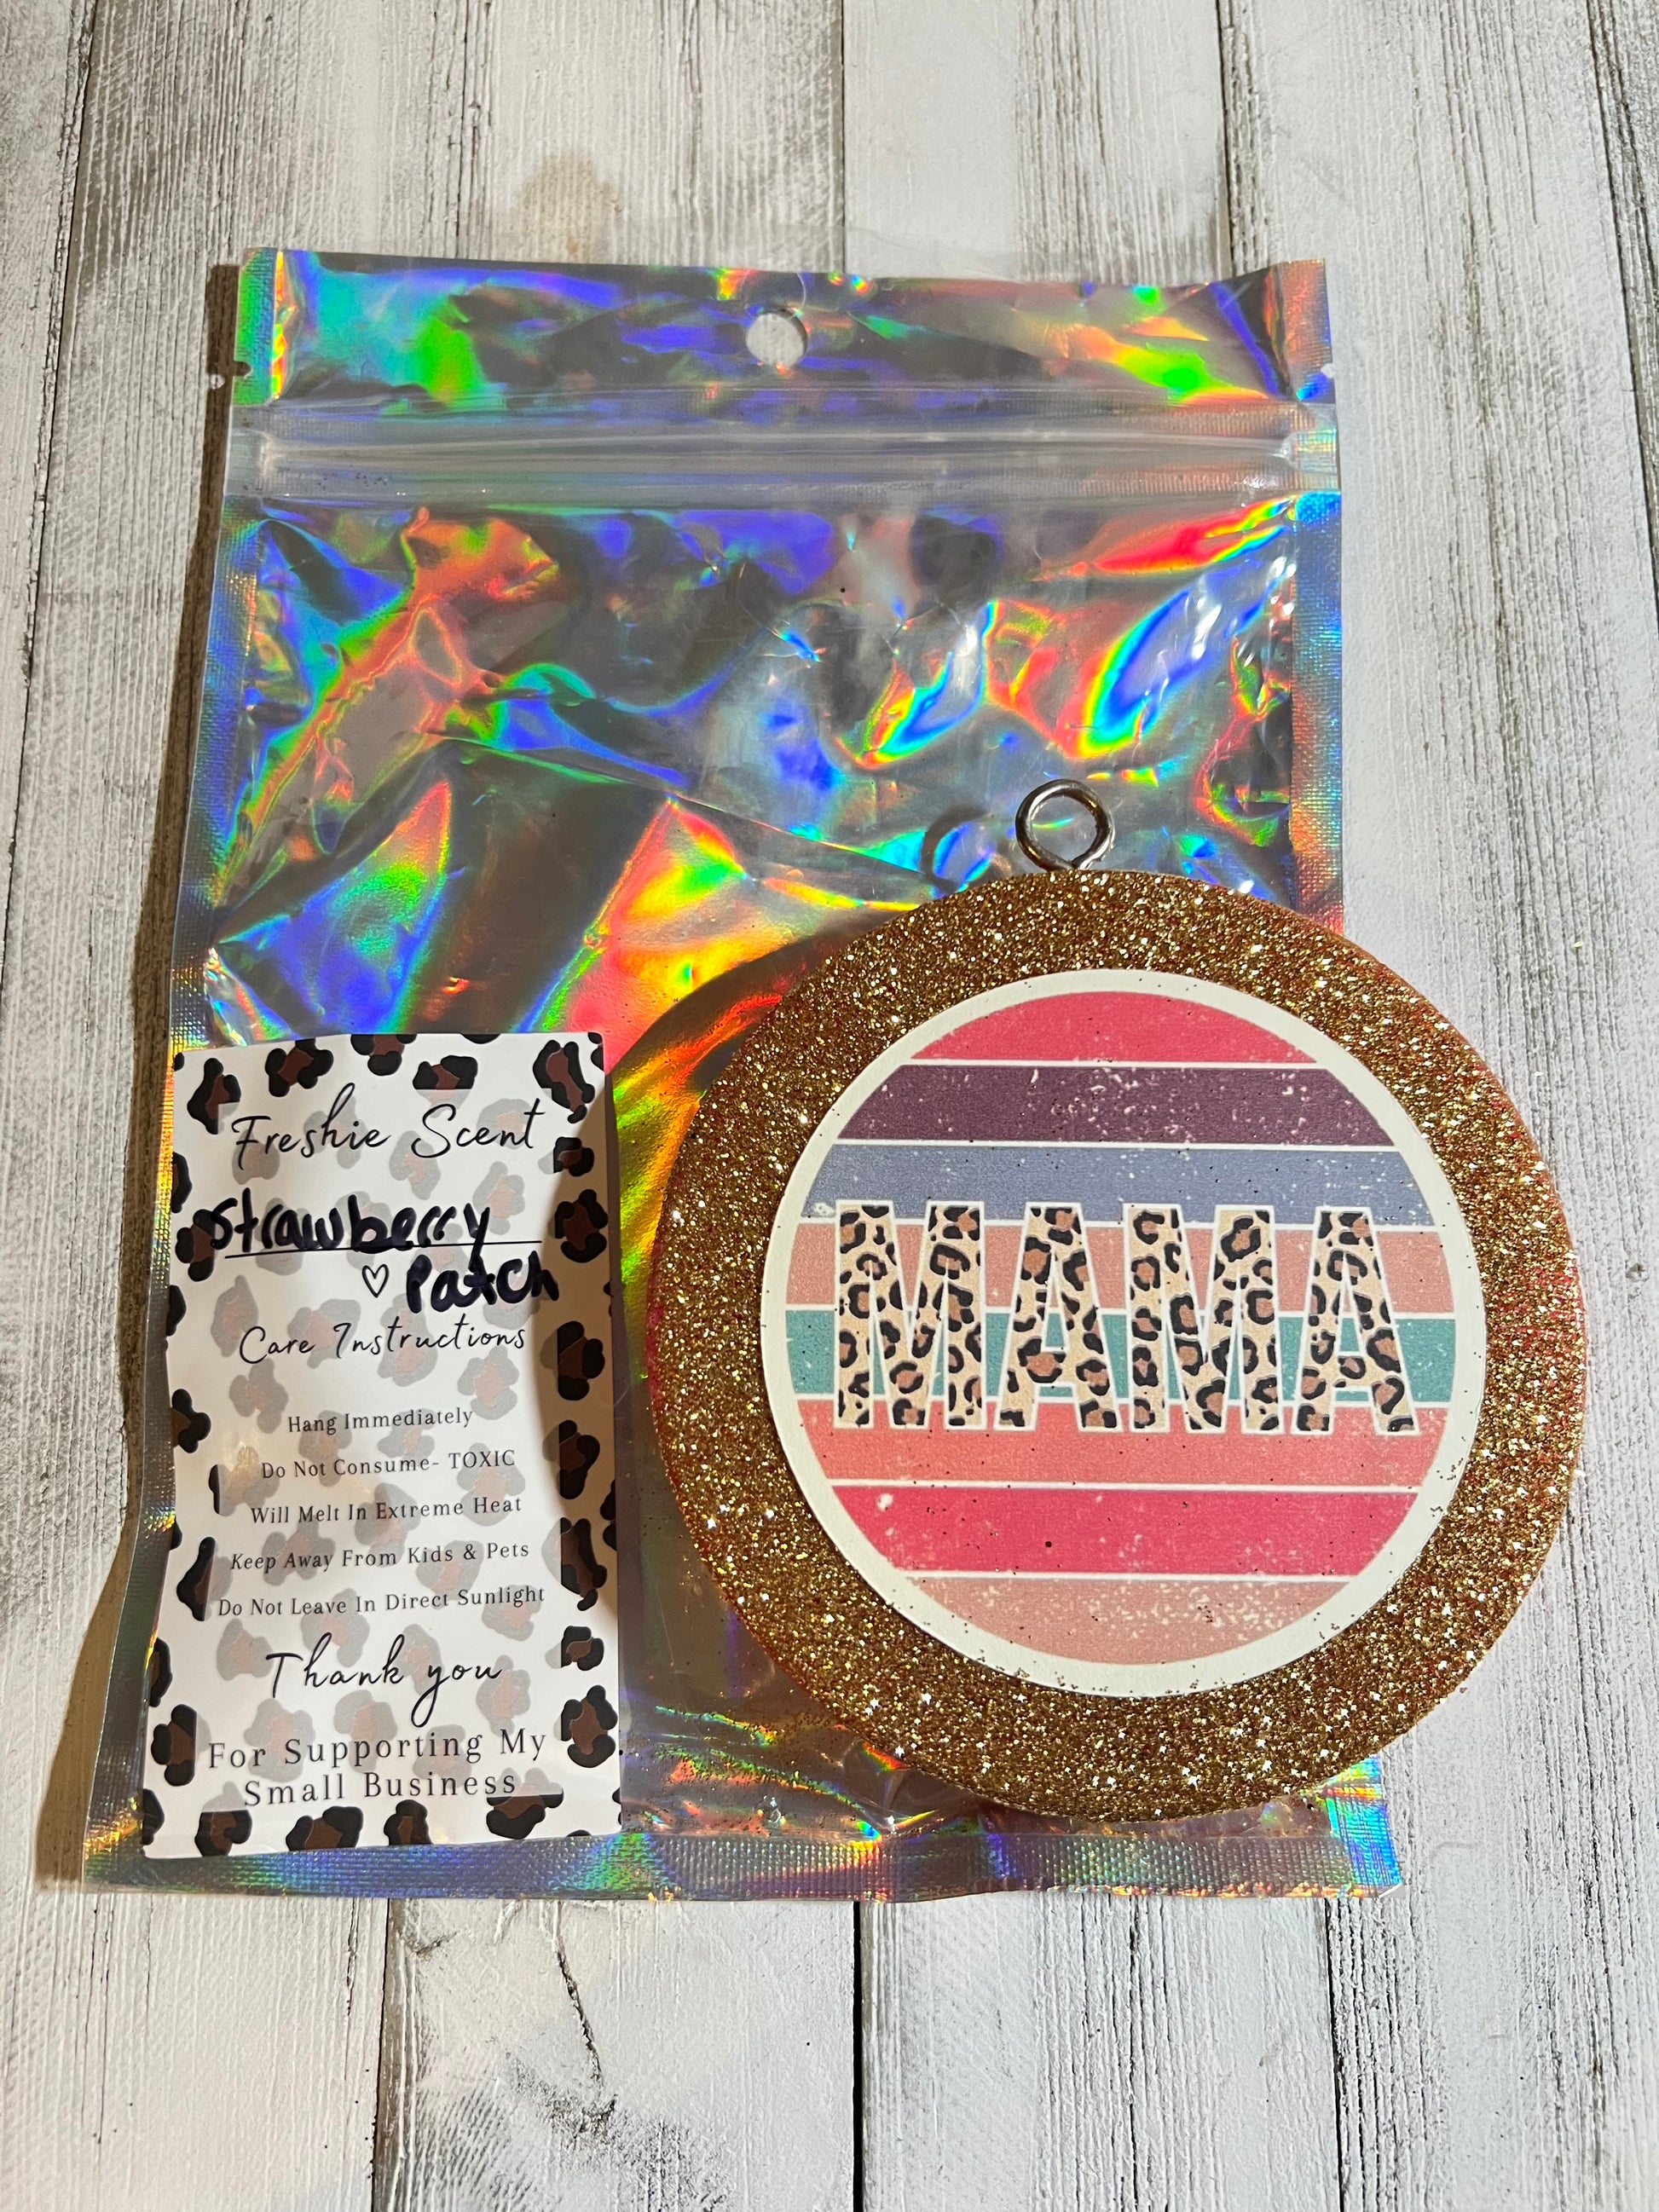 Freshie Scent
strawberry
♡ Patch
Care Instructions
Hang Immediately
Do Not Consume- TOXIC
Will Melt In Extreme Heat
Keep Away From Kids & Pets
Do Not Leave In Direct Sunlight
Thank you
For Supporting My
Small Business
MAMA